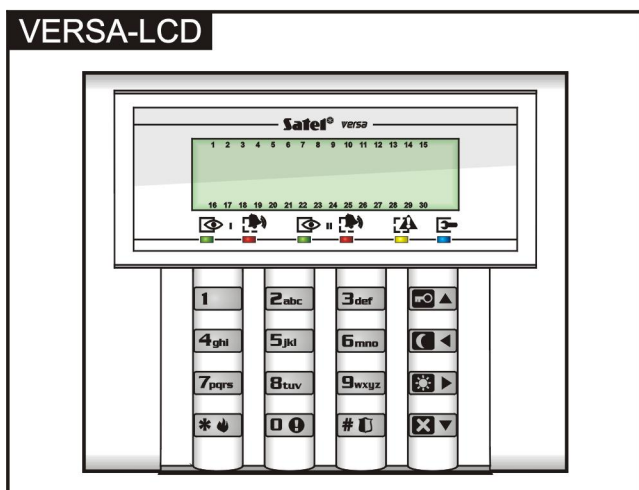 VERSA-LCD
Satel® versa
1 2 3 4 5 6 7 8 9 10 11 12 13 14 15
16 17 18 19 20 21 22 23 24 25 26 27 28 29 30
I II
1 2abc 3def
4ghi 5jkl 6mno
7pqrs 8tuv 9wxyz
* 0 #